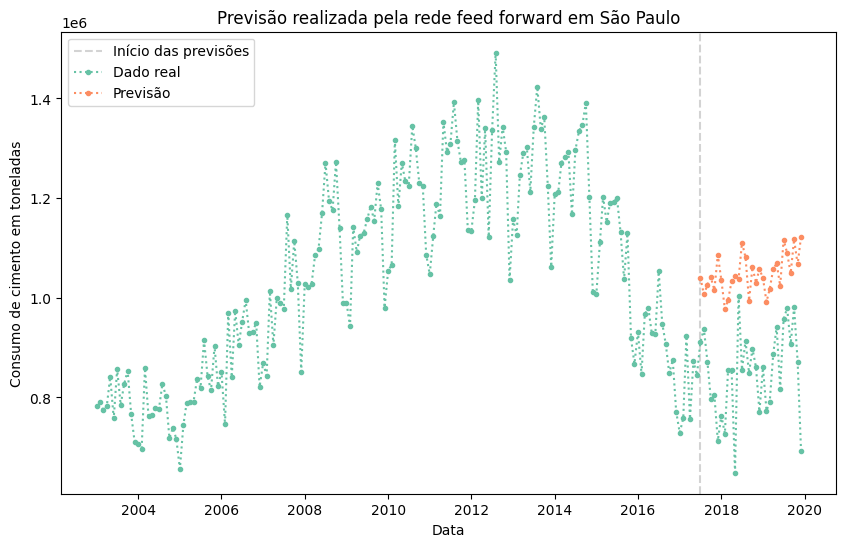 Previsão realizada pela rede feed forward em São Paulo
1e6
Início das previsões
Dado real
Previsão
1.4
1.2
1.0
0.8
Consumo de cimento em toneladas
2004 2006 2008 2010 2012 2014 2016 2018 2020
Data